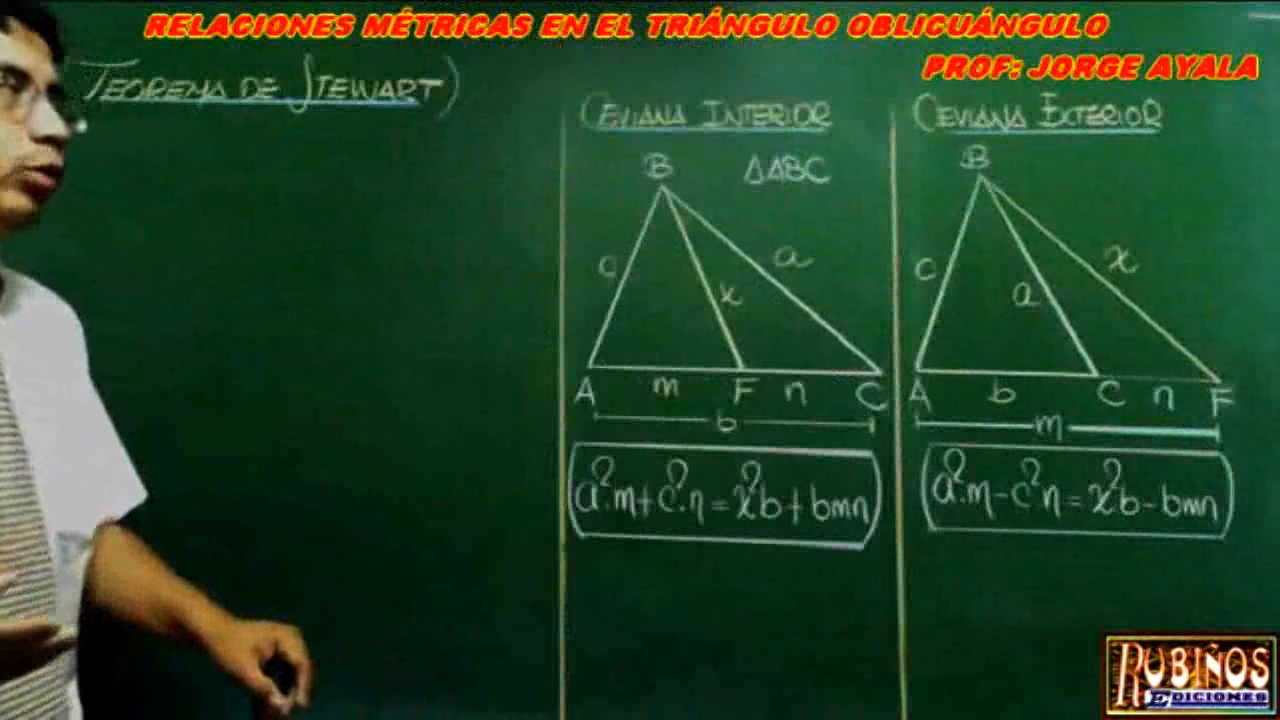 RELACIONES MÉTRICAS EN EL TRIÁNGULO OBLICUÁNGULO
PROF: JORGE AYALA
TEOREMA DE STEWART)
CEVIANA INTERIOR
B
ΔABC
c
a
x
A m F n C
b
a².m+c².n=x²b+bmn
CEVIANA EXTERIOR
B
c
a
x
A b C n F
m
a².m-c²n=x²b-bmn
RUBIÑOS
EDICIONES